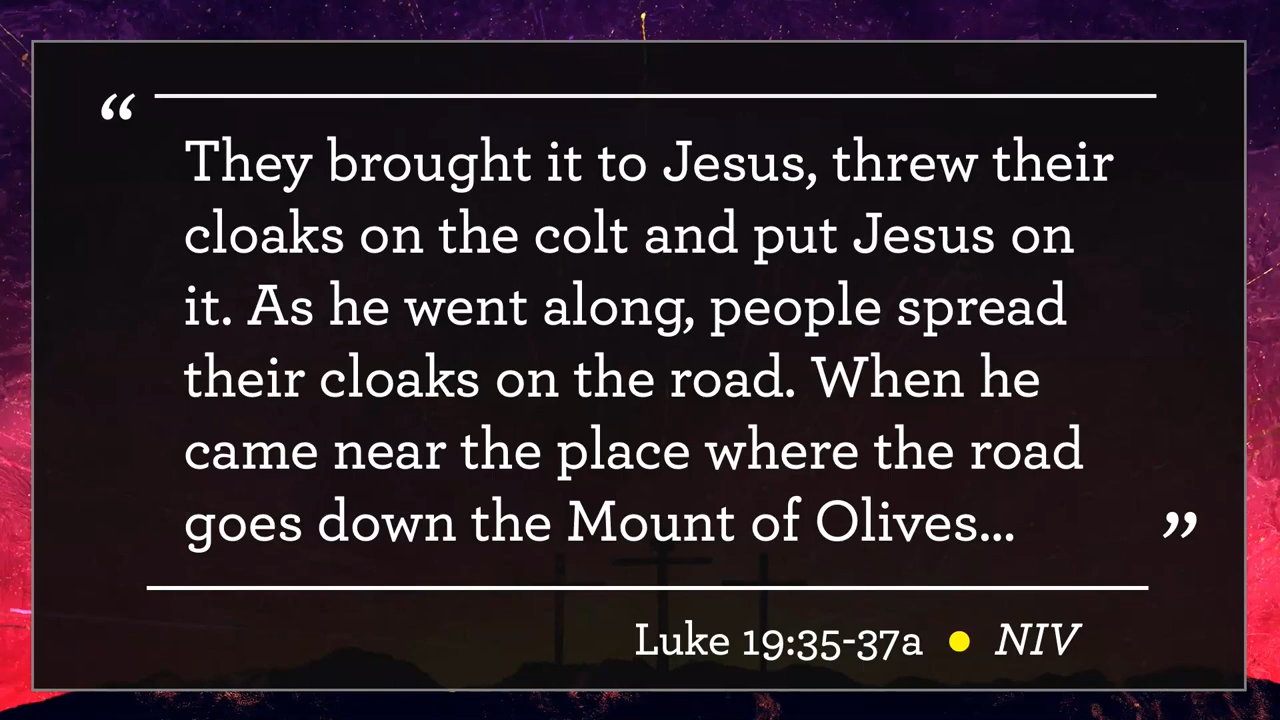 “
They brought it to Jesus, threw their
cloaks on the colt and put Jesus on
it. As he went along, people spread
their cloaks on the road. When he
came near the place where the road
goes down the Mount of Olives... ”
Luke 19:35-37a ● NIV